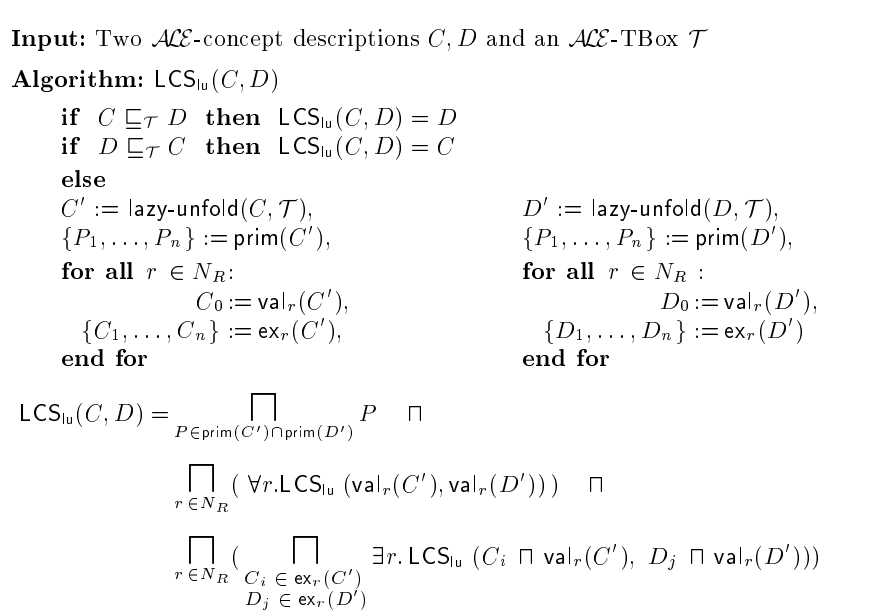 Input: Two 𝒜ℒℰ-concept descriptions C, D and an 𝒜ℒℰ-TBox 𝒯
Algorithm: LCS_lu(C, D)
if C ⊑_𝒯 D then LCS_lu(C, D) = D
if D ⊑_𝒯 C then LCS_lu(C, D) = C
else
C′ := lazy-unfold(C, 𝒯), D′ := lazy-unfold(D, 𝒯),
{P_1, . . . , P_n} := prim(C′), {P_1, . . . , P_n} := prim(D′),
for all r ∈ N_R: for all r ∈ N_R :
C_0 := val_r(C′), D_0 := val_r(D′),
{C_1, . . . , C_n} := ex_r(C′), {D_1, . . . , D_n} := ex_r(D′)
end for end for
LCS_lu(C, D) = ⨅_{P∈prim(C′)∩prim(D′)} P ⊓
⨅_{r∈N_R} ( ∀r.LCS_lu (val_r(C′), val_r(D′)) ) ⊓
⨅_{r∈N_R} ( ⨅_{C_i ∈ ex_r(C′) D_j ∈ ex_r(D′)} ∃r. LCS_lu (C_i ⊓ val_r(C′), D_j ⊓ val_r(D′)))